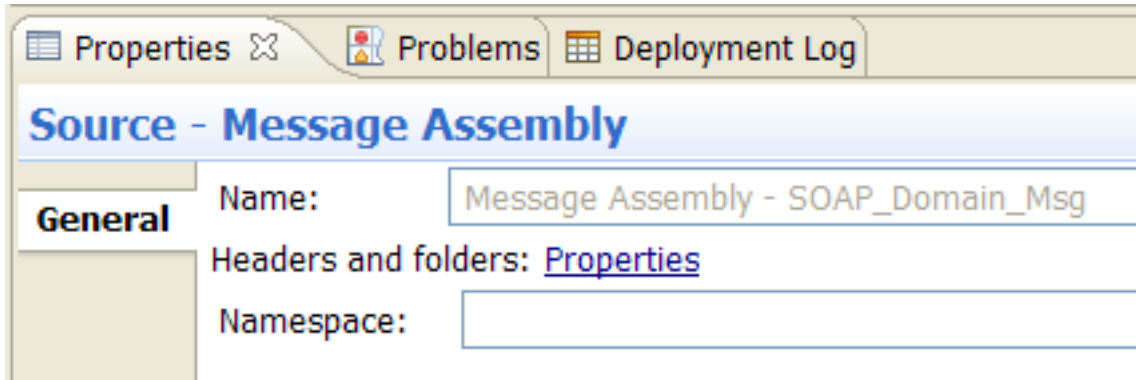 Properties Problems Deployment Log
Source - Message Assembly
General
Name: Message Assembly - SOAP_Domain_Msg
Headers and folders: Properties
Namespace: